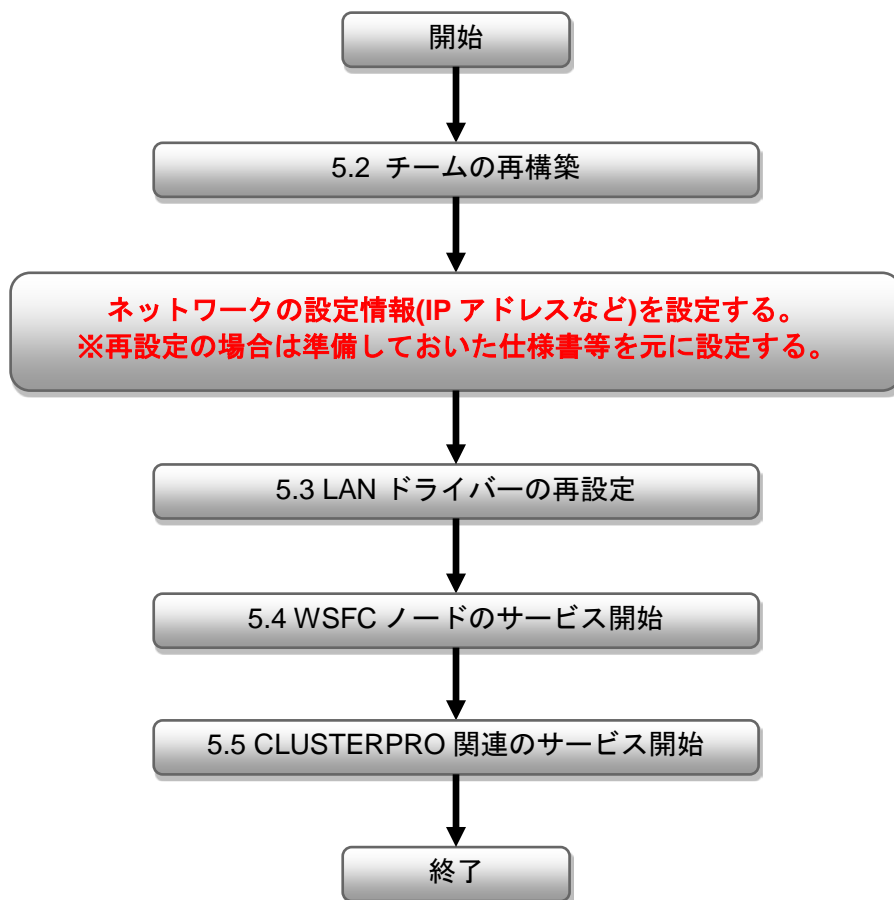 開始
5.2 チームの再構築
ネットワークの設定情報(IP アドレスなど)を設定する。
※再設定の場合は準備しておいた仕様書等を元に設定する。
5.3 LAN ドライバーの再設定
5.4 WSFC ノードのサービス開始
5.5 CLUSTERPRO 関連のサービス開始
終了